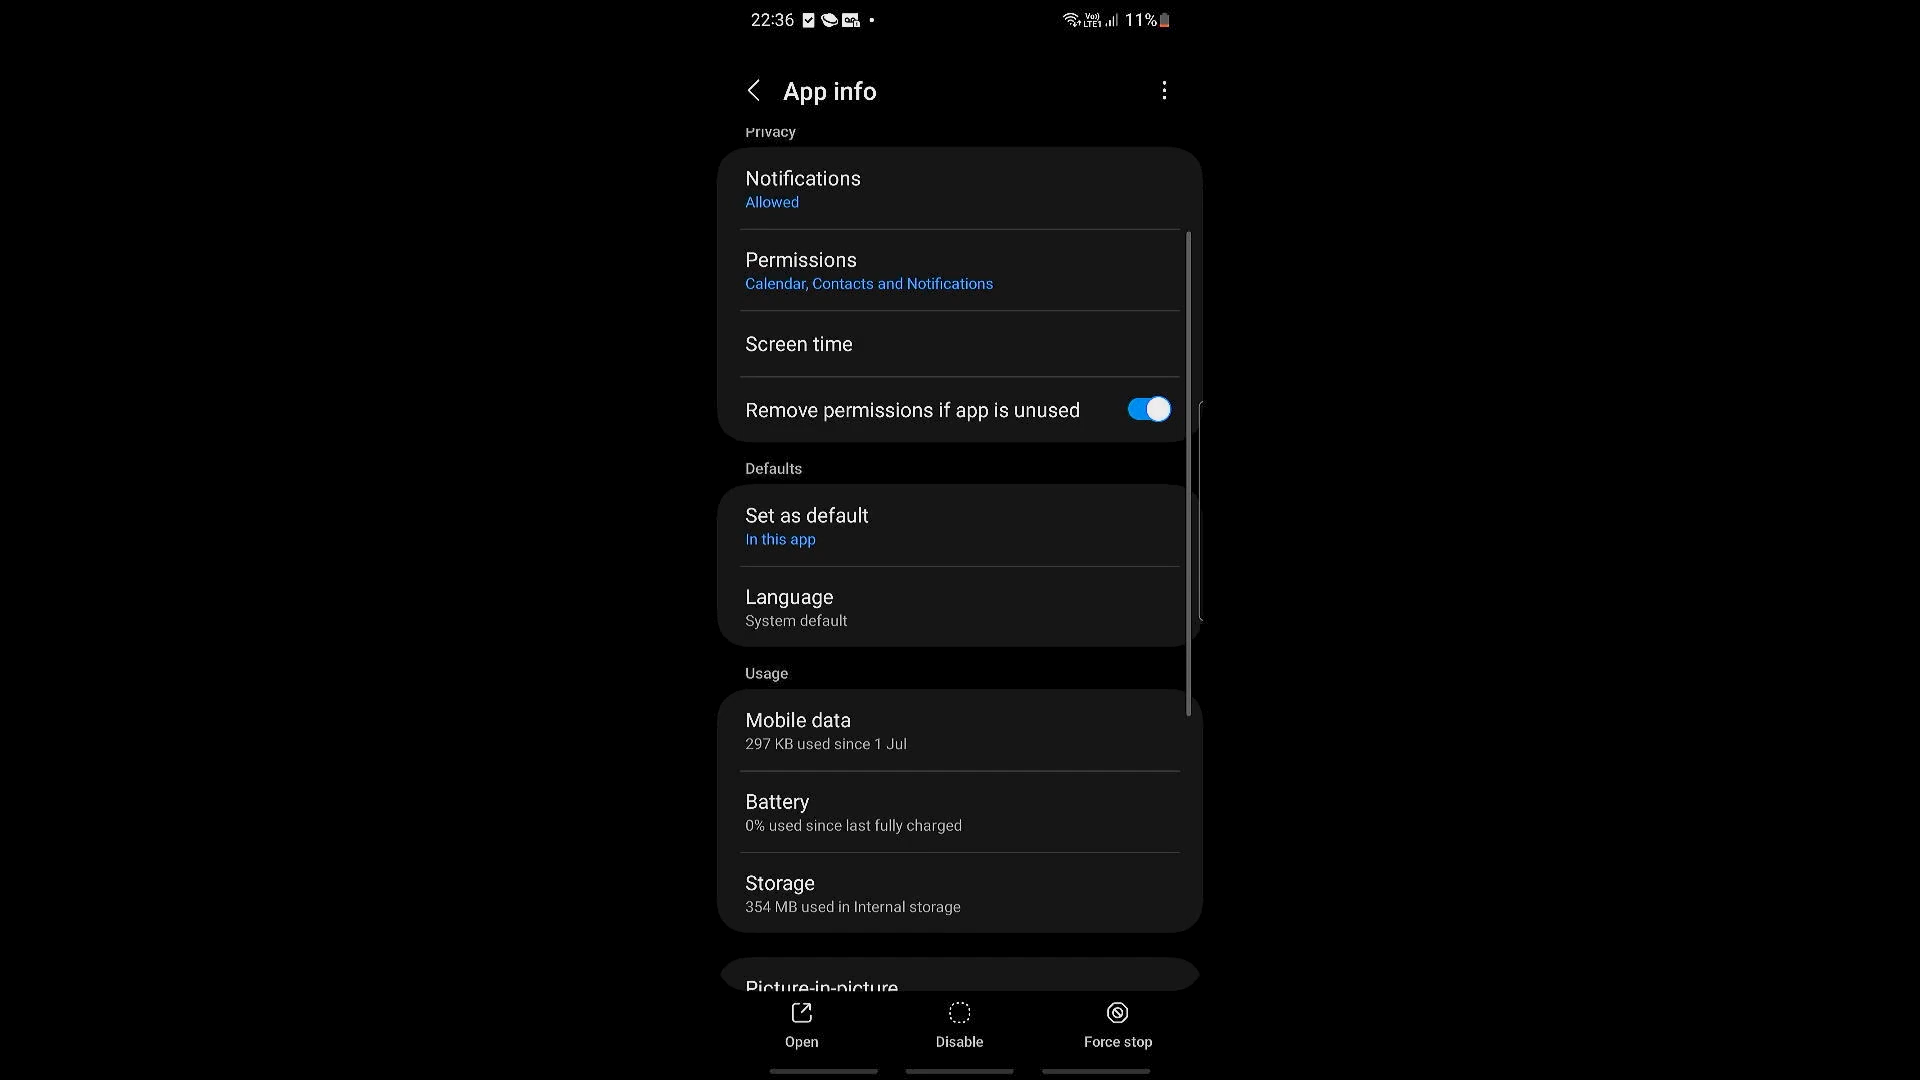 22:36 11%
App info
Privacy
Notifications
Allowed
Permissions
Calendar, Contacts and Notifications
Screen time
Remove permissions if app is unused
Defaults
Set as default
In this app
Language
System default
Usage
Mobile data
297 KB used since 1 Jul
Battery
0% used since last fully charged
Storage
354 MB used in Internal storage
Picture-in-picture
Open Disable Force stop